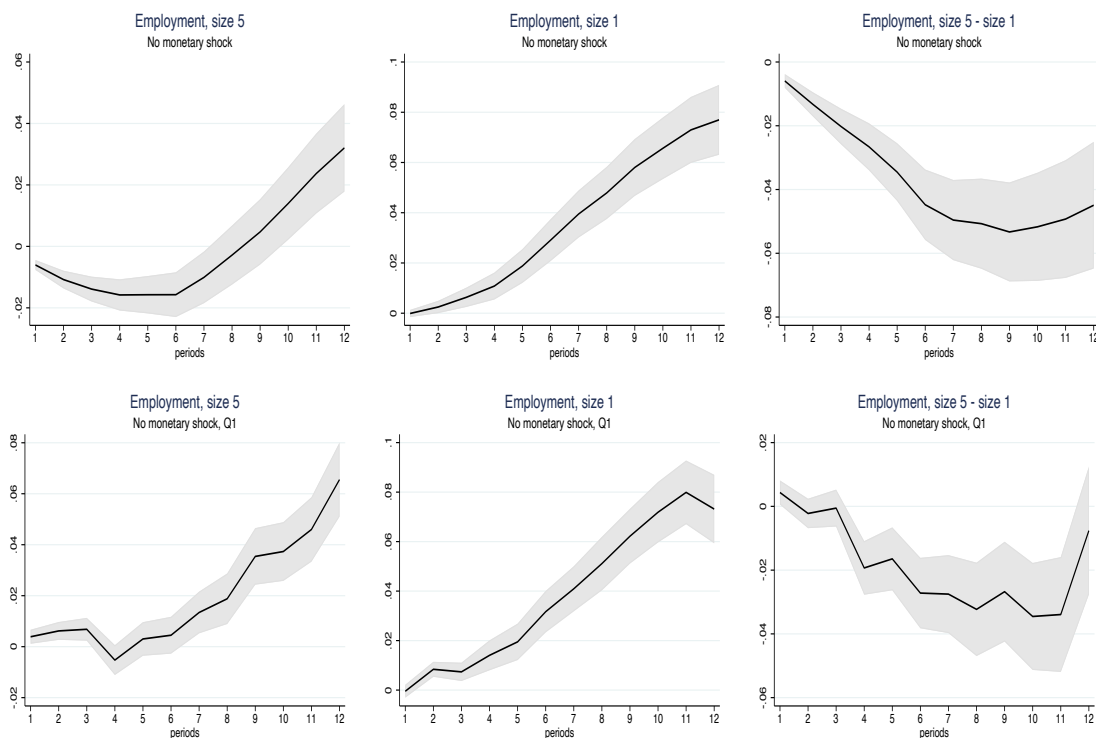 Employment, size 5
No monetary shock
.06
.04
.02
0
-.02
1 2 3 4 5 6 7 8 9 10 11 12
periods
Employment, size 1
No monetary shock
.1
.08
.06
.04
.02
0
1 2 3 4 5 6 7 8 9 10 11 12
periods
Employment, size 5 - size 1
No monetary shock
0
-.02
-.04
-.06
-.08
1 2 3 4 5 6 7 8 9 10 11 12
periods
Employment, size 5
No monetary shock, Q1
.08
.06
.04
.02
0
-.02
1 2 3 4 5 6 7 8 9 10 11 12
periods
Employment, size 1
No monetary shock, Q1
.1
.08
.06
.04
.02
0
1 2 3 4 5 6 7 8 9 10 11 12
periods
Employment, size 5 - size 1
No monetary shock, Q1
.02
0
-.02
-.04
-.06
1 2 3 4 5 6 7 8 9 10 11 12
periods